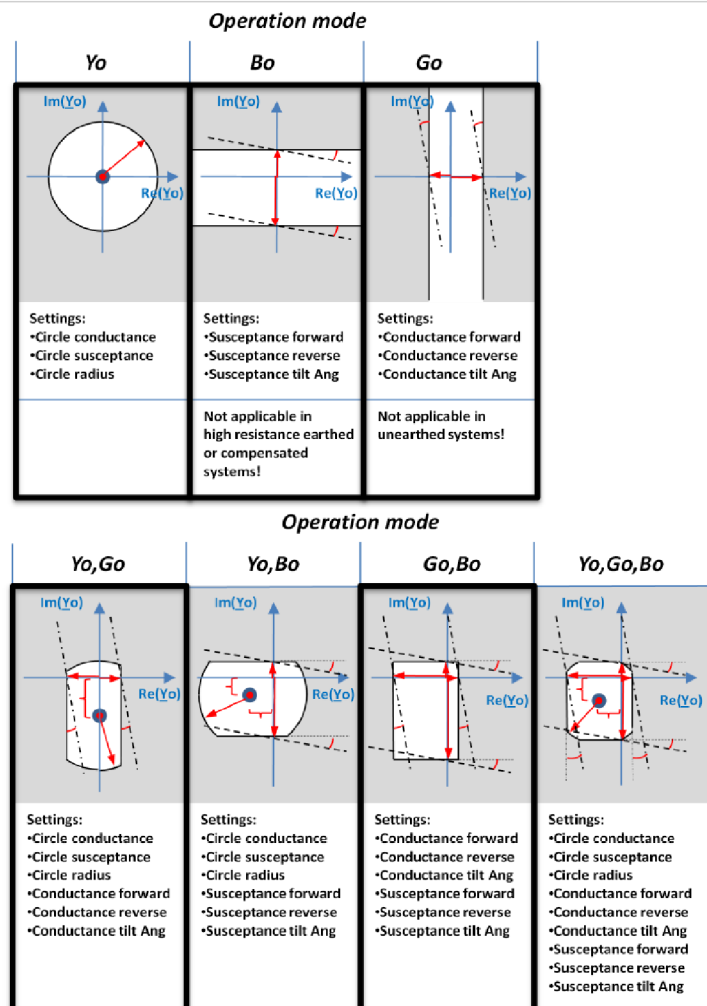 Operation mode
Yo
Bo
Go
Im(Yo)
Re(Yo)
Im(Yo)
Re(Yo)
Im(Yo)
Re(Yo)
Settings:
•Circle conductance
•Circle susceptance
•Circle radius
Settings:
•Susceptance forward
•Susceptance reverse
•Susceptance tilt Ang
Settings:
•Conductance forward
•Conductance reverse
•Conductance tilt Ang
Not applicable in
high resistance earthed
or compensated
systems!
Not applicable in
unearthed systems!
Operation mode
Yo,Go
Yo,Bo
Go,Bo
Yo,Go,Bo
Im(Yo)
Re(Yo)
Im(Yo)
Re(Yo)
Im(Yo)
Re(Yo)
Im(Yo)
Re(Yo)
Settings:
•Circle conductance
•Circle susceptance
•Circle radius
•Conductance forward
•Conductance reverse
•Conductance tilt Ang
Settings:
•Circle conductance
•Circle susceptance
•Circle radius
•Susceptance forward
•Susceptance reverse
•Susceptance tilt Ang
Settings:
•Conductance forward
•Conductance reverse
•Conductance tilt Ang
•Susceptance forward
•Susceptance reverse
•Susceptance tilt Ang
Settings:
•Circle conductance
•Circle susceptance
•Circle radius
•Conductance forward
•Conductance reverse
•Conductance tilt Ang
•Susceptance forward
•Susceptance reverse
•Susceptance tilt Ang